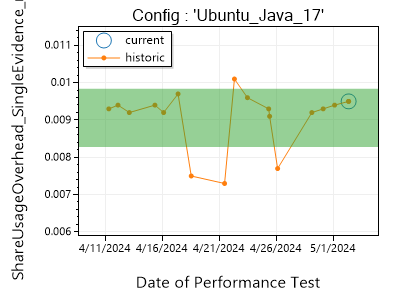 Config : 'Ubuntu_Java_17'
current
historic
0.011
0.01
0.009
0.008
0.007
0.006
4/11/2024 4/16/2024 4/21/2024 4/26/2024 5/1/2024
Date of Performance Test
ShareUsageOverhead_SingleEvidence_